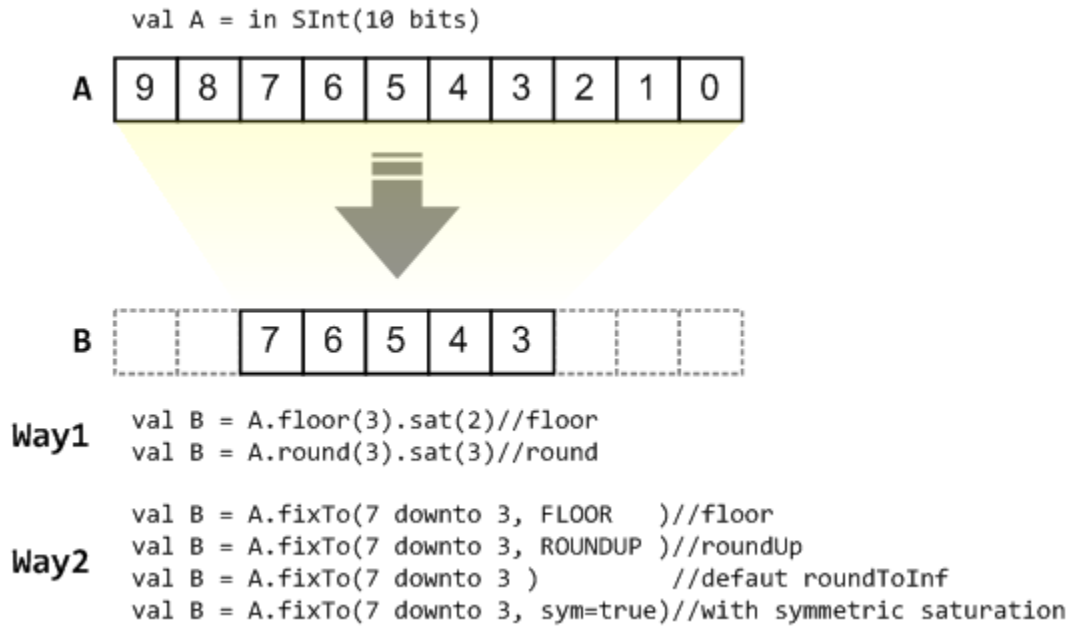 val A = in SInt(10 bits)
A 9 8 7 6 5 4 3 2 1 0
B 7 6 5 4 3
Way1
val B = A.floor(3).sat(2)//floor
val B = A.round(3).sat(3)//round
Way2
val B = A.fixTo(7 downto 3, FLOOR   )//floor
val B = A.fixTo(7 downto 3, ROUNDUP )//roundUp
val B = A.fixTo(7 downto 3 )         //defaut roundToInf
val B = A.fixTo(7 downto 3, sym=true)//with symmetric saturation